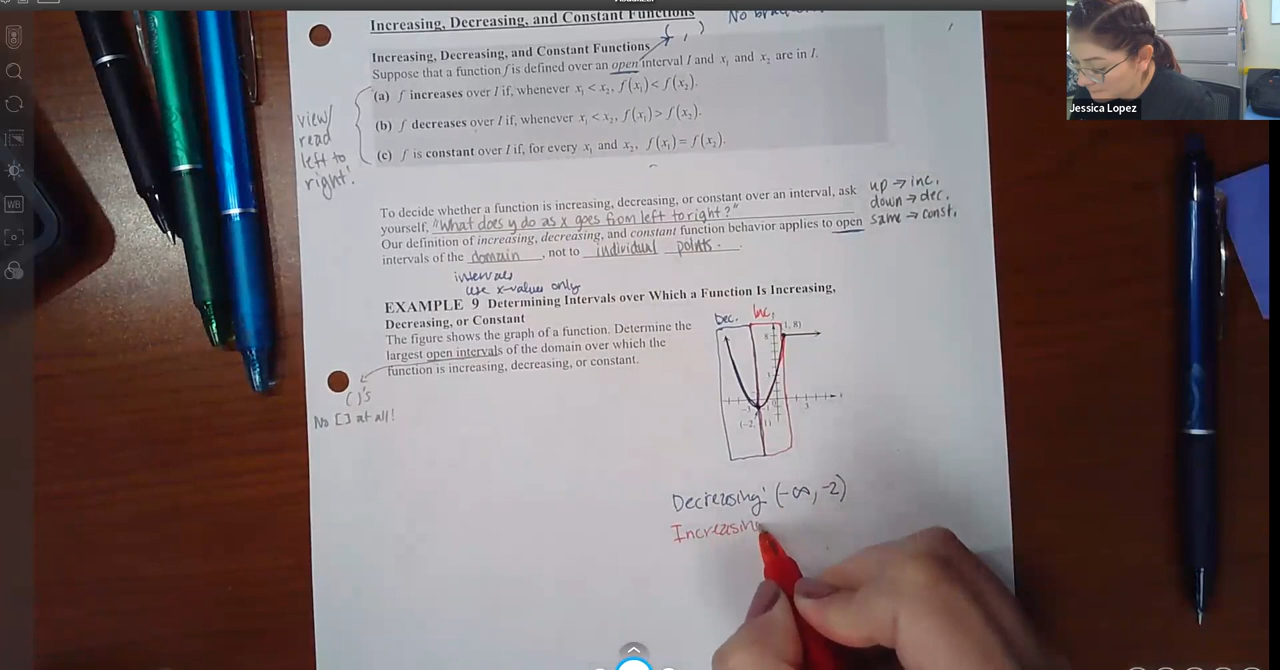 Increasing, Decreasing, and Constant Functions
No
( , )
Increasing, Decreasing, and Constant Functions
Suppose that a function f is defined over an open interval I and x₁ and x₂ are in I.
(a) f increases over I if, whenever x₁ < x₂, f(x₁) < f(x₂).
(b) f decreases over I if, whenever x₁ < x₂, f(x₁) > f(x₂).
(c) f is constant over I if, for every x₁ and x₂, f(x₁) = f(x₂).
view/
read
left to
right!
Jessica Lopez
To decide whether a function is increasing, decreasing, or constant over an interval, ask
yourself, "What does y do as x goes from left to right?"
Our definition of increasing, decreasing, and constant function behavior applies to open
intervals of the domain, not to individual points.
up → inc.
down → dec.
same → const.
intervals
use x-values only
EXAMPLE 9 Determining Intervals over Which a Function Is Increasing,
Decreasing, or Constant
The figure shows the graph of a function. Determine the
largest open intervals of the domain over which the
function is increasing, decreasing, or constant.
( )'s
No [ ] at all!
Dec. Inc.
8
3
Decreasing: (-∞, -2)
Increasing
WB